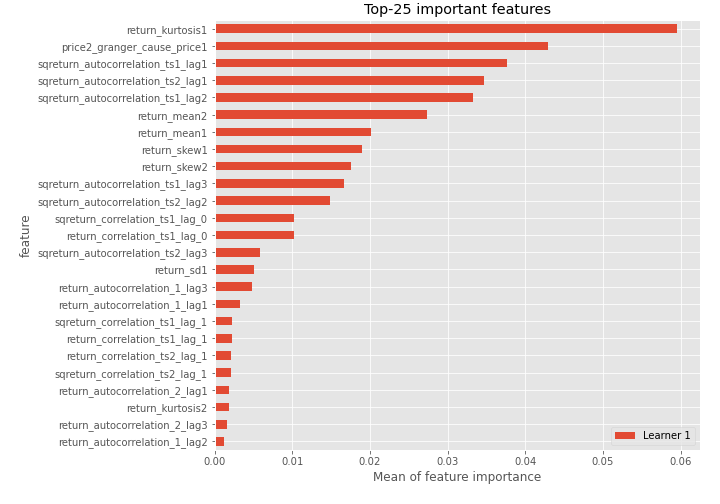 Top-25 important features
return_kurtosis1
price2_granger_cause_price1
sqreturn_autocorrelation_ts1_lag1
sqreturn_autocorrelation_ts2_lag1
sqreturn_autocorrelation_ts1_lag2
return_mean2
return_mean1
return_skew1
return_skew2
sqreturn_autocorrelation_ts1_lag3
sqreturn_autocorrelation_ts2_lag2
sqreturn_correlation_ts1_lag_0
return_correlation_ts1_lag_0
sqreturn_autocorrelation_ts2_lag3
return_sd1
return_autocorrelation_1_lag3
return_autocorrelation_1_lag1
sqreturn_correlation_ts1_lag_1
return_correlation_ts1_lag_1
return_correlation_ts2_lag_1
sqreturn_correlation_ts2_lag_1
return_autocorrelation_2_lag1
return_kurtosis2
return_autocorrelation_2_lag3
return_autocorrelation_1_lag2
feature
Learner 1
0.00 0.01 0.02 0.03 0.04 0.05 0.06
Mean of feature importance